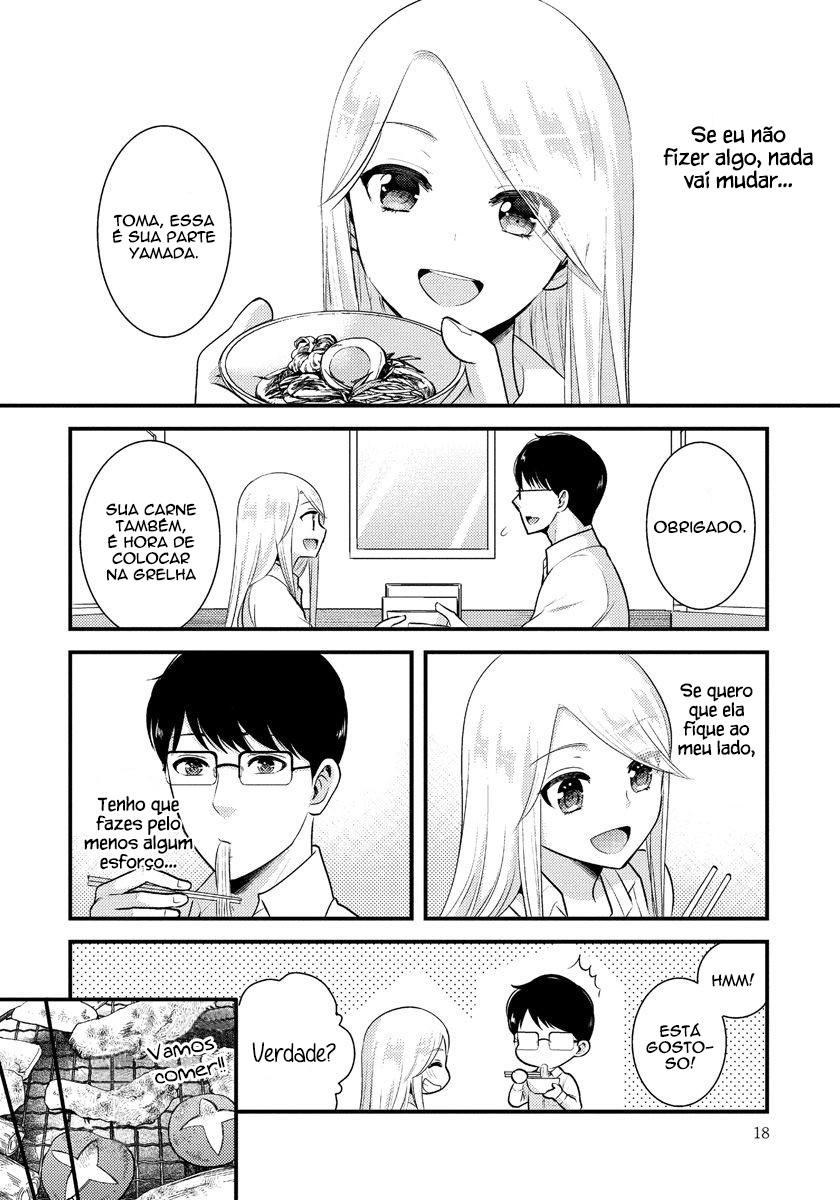 Se eu não
fizer algo, nada
vai mudar...
TOMA, ESSA
É SUA PARTE
YAMADA.
OBRIGADO.
SUA CARNE
TAMBÉM,
É HORA DE
COLOCAR
NA GRELHA
Se quero
que ela
fique ao
meu lado,
Tenho que
fazes pelo
menos algum
esforço...
HMM!
ESTÁ
GOSTO-
SO!
Verdade?
Vamos
comer!!
18